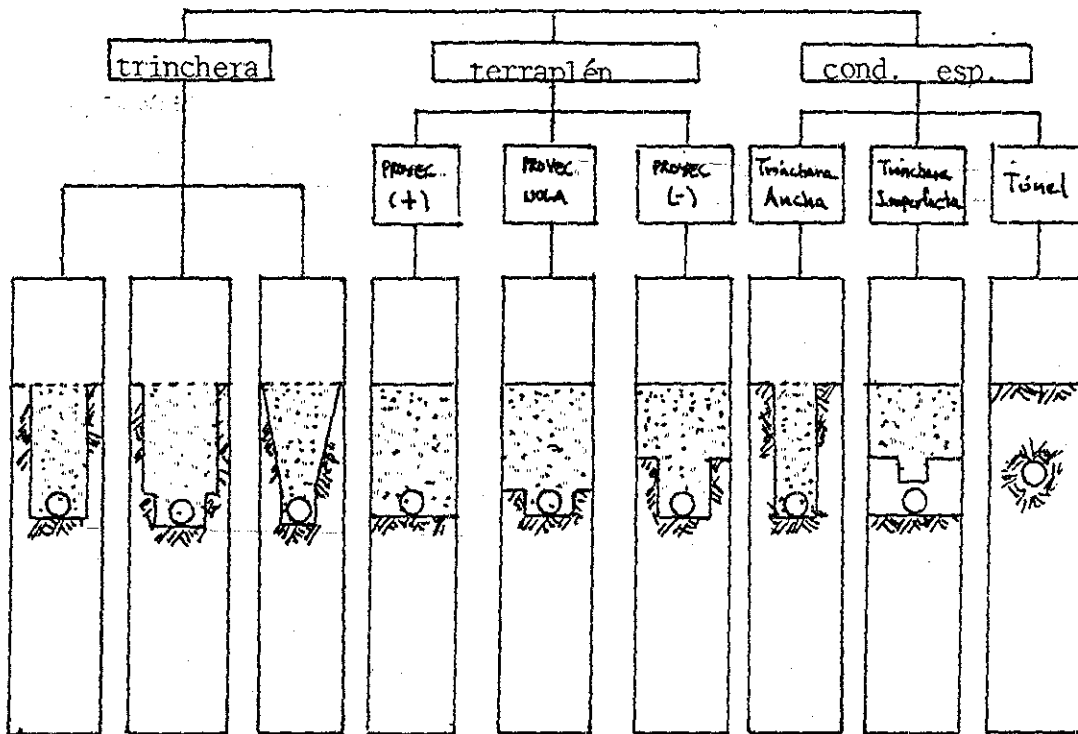 trinchera
terraplén
cond. esp.
PROYEC.
(+)
PROYEC
NULA
PROYEC
(-)
Trinchera
Ancha
Trinchera
Imperfecta
Túnel